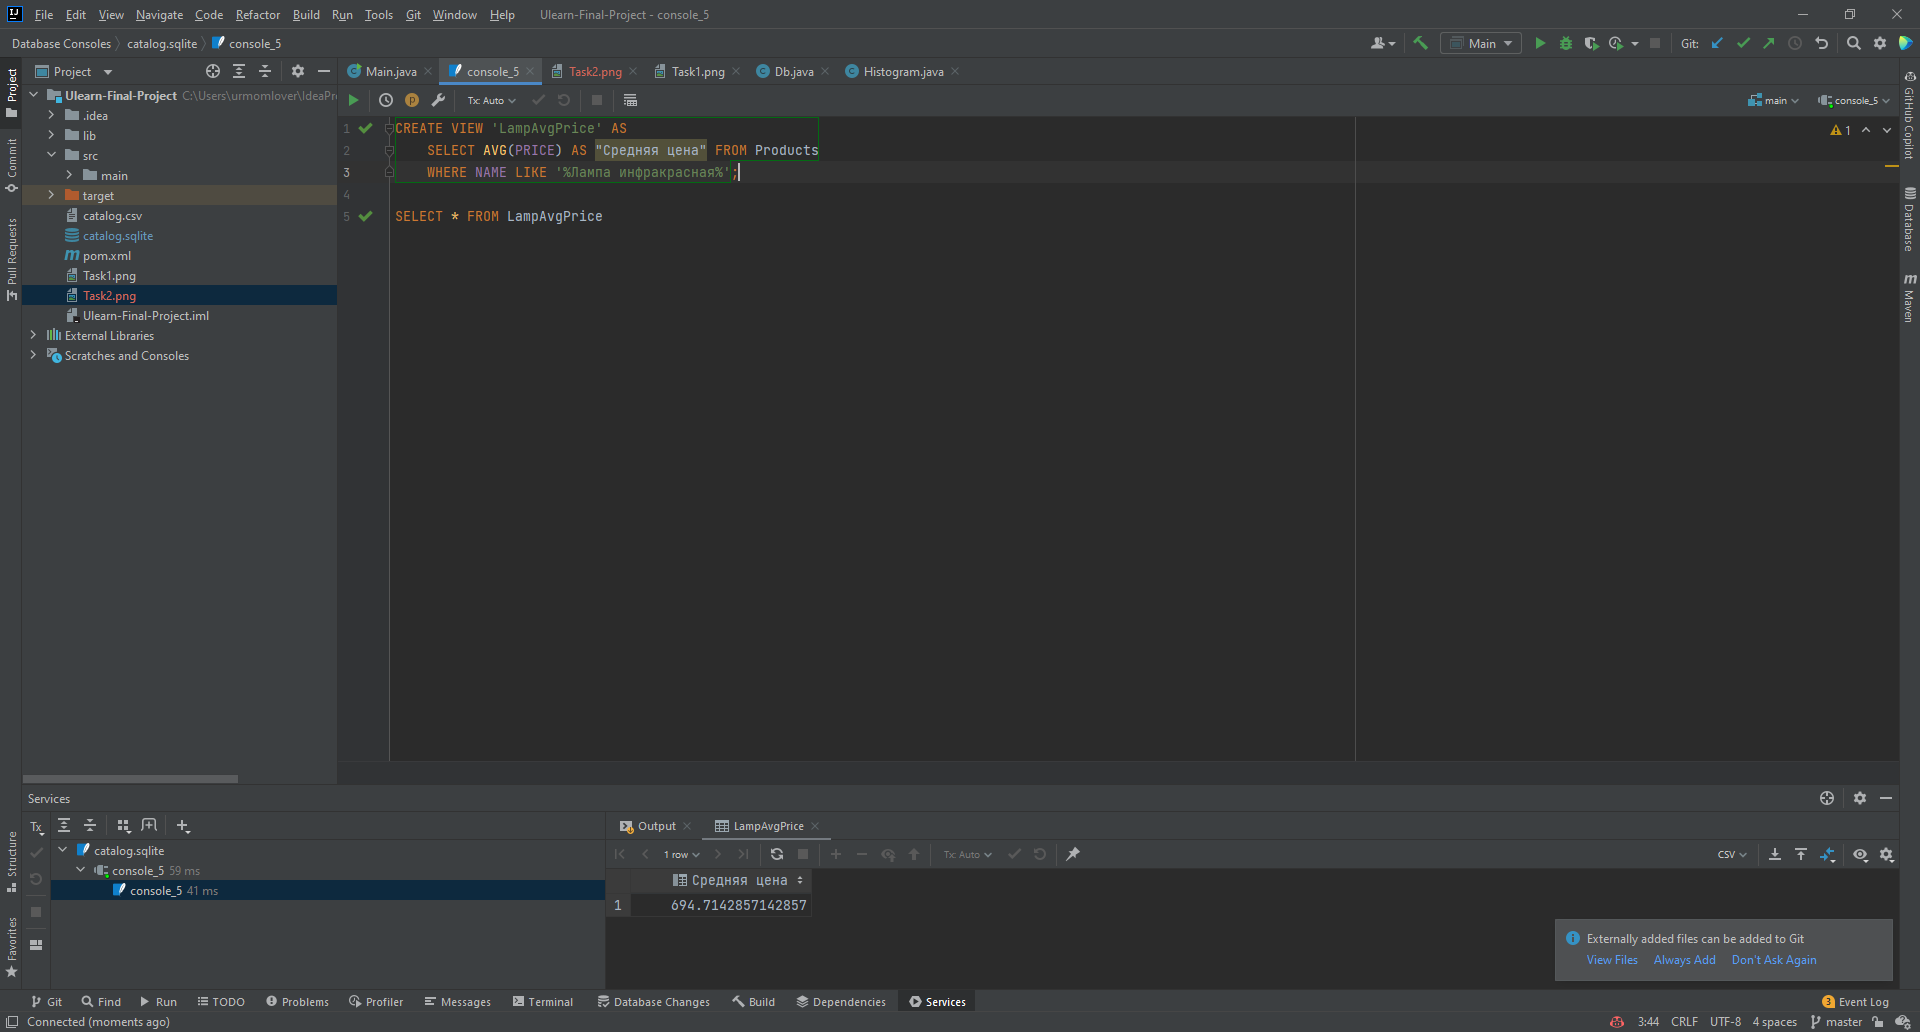 File Edit View Navigate Code Refactor Build Run Tools Git Window Help Ulearn-Final-Project - console_5
Database Consoles catalog.sqlite console_5
Main Git:
Project
Main.java console_5 Task2.png Task1.png Db.java Histogram.java
Tx: Auto main console_5
Ulearn-Final-Project C:\Users\urmomlover\IdeaPr
.idea
lib
src
main
target
catalog.csv
catalog.sqlite
pom.xml
Task1.png
Task2.png
Ulearn-Final-Project.iml
External Libraries
Scratches and Consoles
1 CREATE VIEW 'LampAvgPrice' AS
2 SELECT AVG(PRICE) AS "Средняя цена" FROM Products
3 WHERE NAME LIKE '%Лампа инфракрасная%';
4
5 SELECT * FROM LampAvgPrice
1
Project
Commit
Pull Requests
Structure
Favorites
GitHub Copilot
Database
Maven
Services
Tx
catalog.sqlite
console_5 59 ms
console_5 41 ms
Output LampAvgPrice
1 row Tx: Auto CSV
Средняя цена
1 694.7142857142857
Externally added files can be added to Git
View Files Always Add Don't Ask Again
Git Find Run TODO Problems Profiler Messages Terminal Database Changes Build Dependencies Services 3 Event Log
Connected (moments ago) 3:44 CRLF UTF-8 4 spaces master